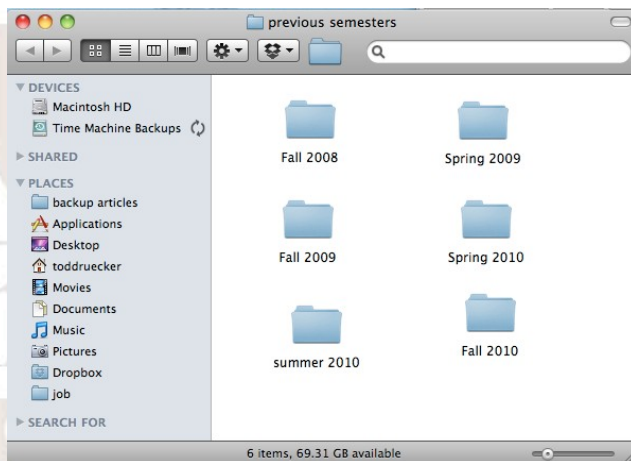 previous semesters
DEVICES
Macintosh HD
Time Machine Backups
SHARED
PLACES
backup articles
Applications
Desktop
toddruecker
Movies
Documents
Music
Pictures
Dropbox
job
SEARCH FOR
Fall 2008
Spring 2009
Fall 2009
Spring 2010
summer 2010
Fall 2010
6 items, 69.31 GB available